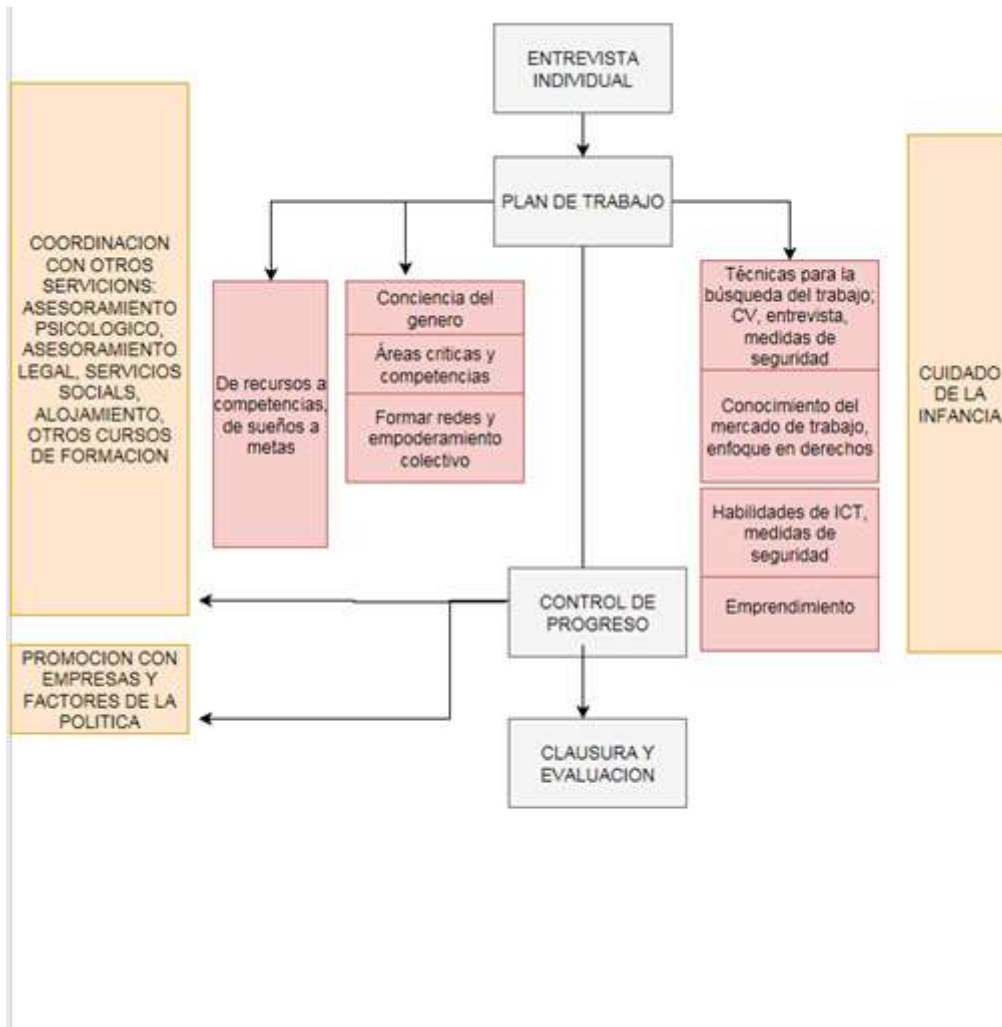 ENTREVISTA
INDIVIDUAL
PLAN DE TRABAJO
COORDINACION
CON OTROS
SERVICIONS:
ASESORAMIENTO
PSICOLOGICO,
ASESORAMIENTO
LEGAL, SERVICIOS
SOCIALS,
ALOJAMIENTO,
OTROS CURSOS
DE FORMACION
De recursos a
competencias,
de sueños a
metas
Conciencia del
genero
Áreas criticas y
competencias
Formar redes y
empoderamiento
colectivo
Técnicas para la
búsqueda del trabajo;
CV, entrevista,
medidas de
seguridad
Conocimiento del
mercado de trabajo,
enfoque en derechos
Habilidades de ICT,
medidas de
seguridad
Emprendimiento
CUIDADO
DE LA
INFANCIA
CONTROL DE
PROGRESO
PROMOCION CON
EMPRESAS Y
FACTORES DE LA
POLITICA
CLAUSURA Y
EVALUACION